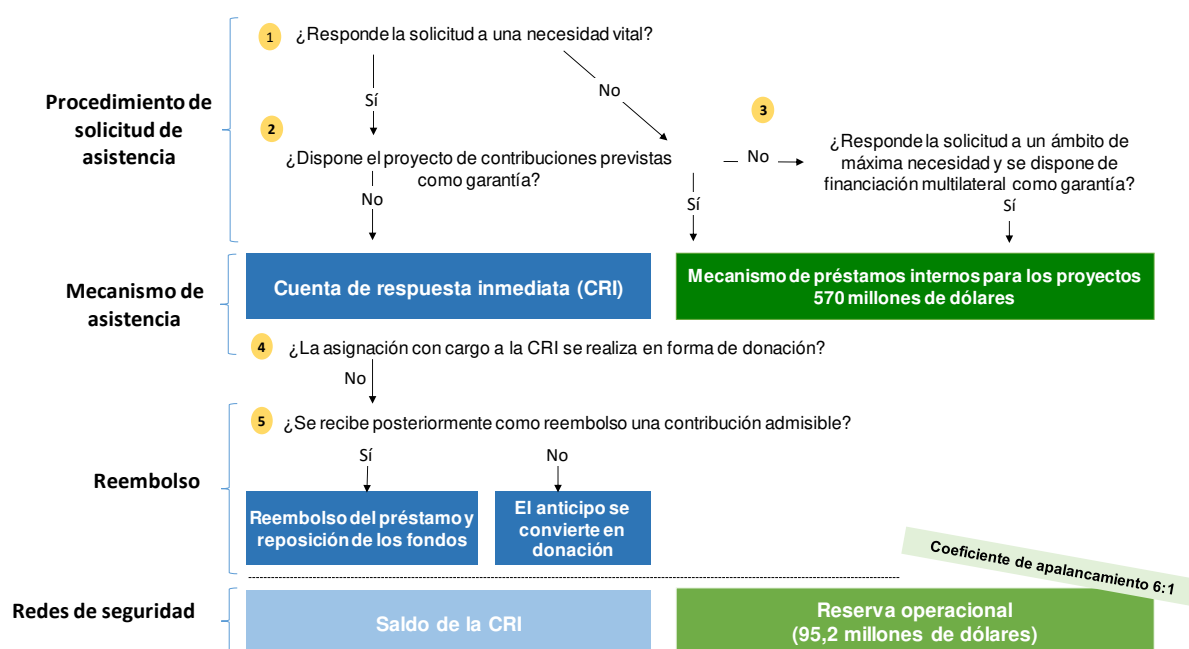 1 ¿Responde la solicitud a una necesidad vital?
Sí
No
Procedimiento de
solicitud de
asistencia
2
¿Dispone el proyecto de contribuciones previstas
como garantía?
No
Sí
No
3
¿Responde la solicitud a un ámbito de
máxima necesidad y se dispone de
financiación multilateral como garantía?
Sí
Mecanismo de
asistencia
Cuenta de respuesta inmediata (CRI)
Mecanismo de préstamos internos para los proyectos
570 millones de dólares
4 ¿La asignación con cargo a la CRI se realiza en forma de donación?
No
Reembolso
5 ¿Se recibe posteriormente como reembolso una contribución admisible?
Sí
No
Reembolso del préstamo y
reposición de los fondos
El anticipo se
convierte en
donación
Coeficiente de apalancamiento 6:1
Redes de seguridad
Saldo de la CRI
Reserva operacional
(95,2 millones de dólares)